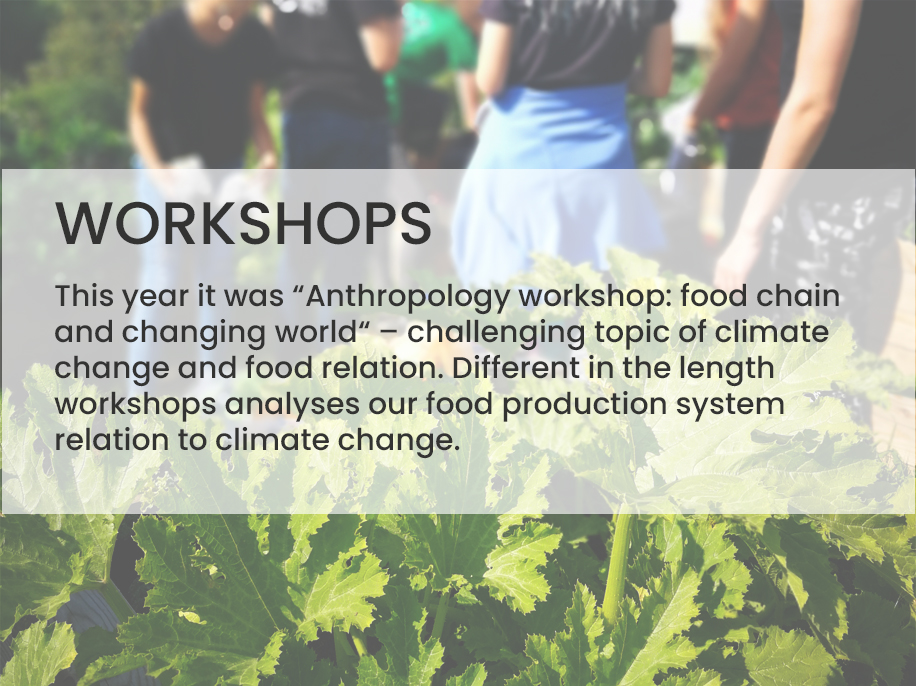 WORKSHOPS
This year it was “Anthropology workshop: food chain
and changing world“ – challenging topic of climate
change and food relation. Different in the length
workshops analyses our food production system
relation to climate change.